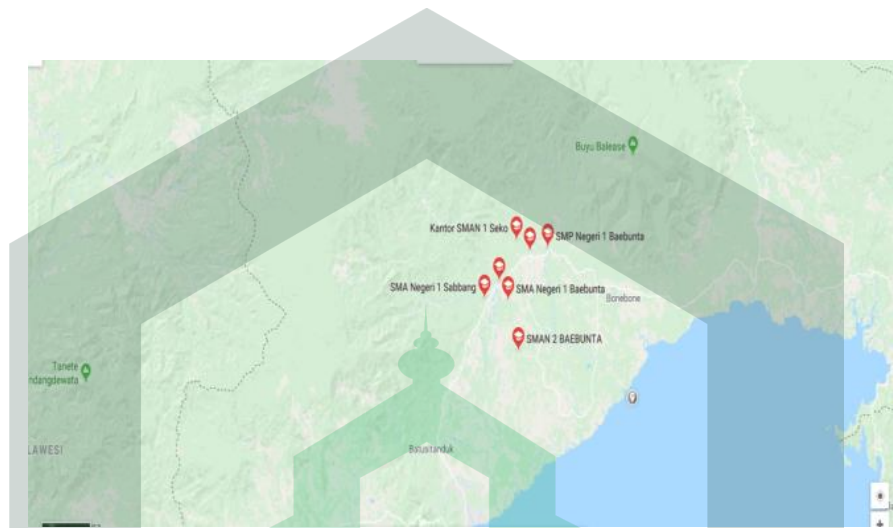 Buyu Balease
Kantor SMAN 1 Seko
SMP Negeri 1 Baebunta
SMA Negeri 1 Sabbang
SMA Negeri 1 Baebunta
Bonebone
SMAN 2 BAEBUNTA
Tanete
ndangdewata
LAWESI